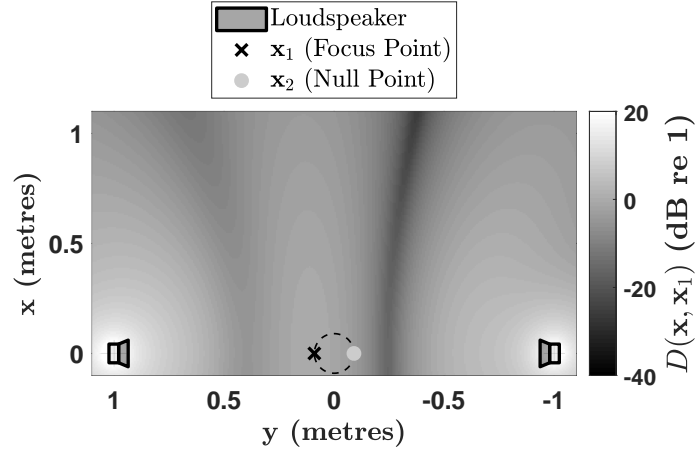 Loudspeaker
x₁ (Focus Point)
x₂ (Null Point)
1
0.5
0
x (metres)
1 0.5 0 -0.5 -1
y (metres)
20
0
-20
-40
D(x, x₁) (dB re 1)